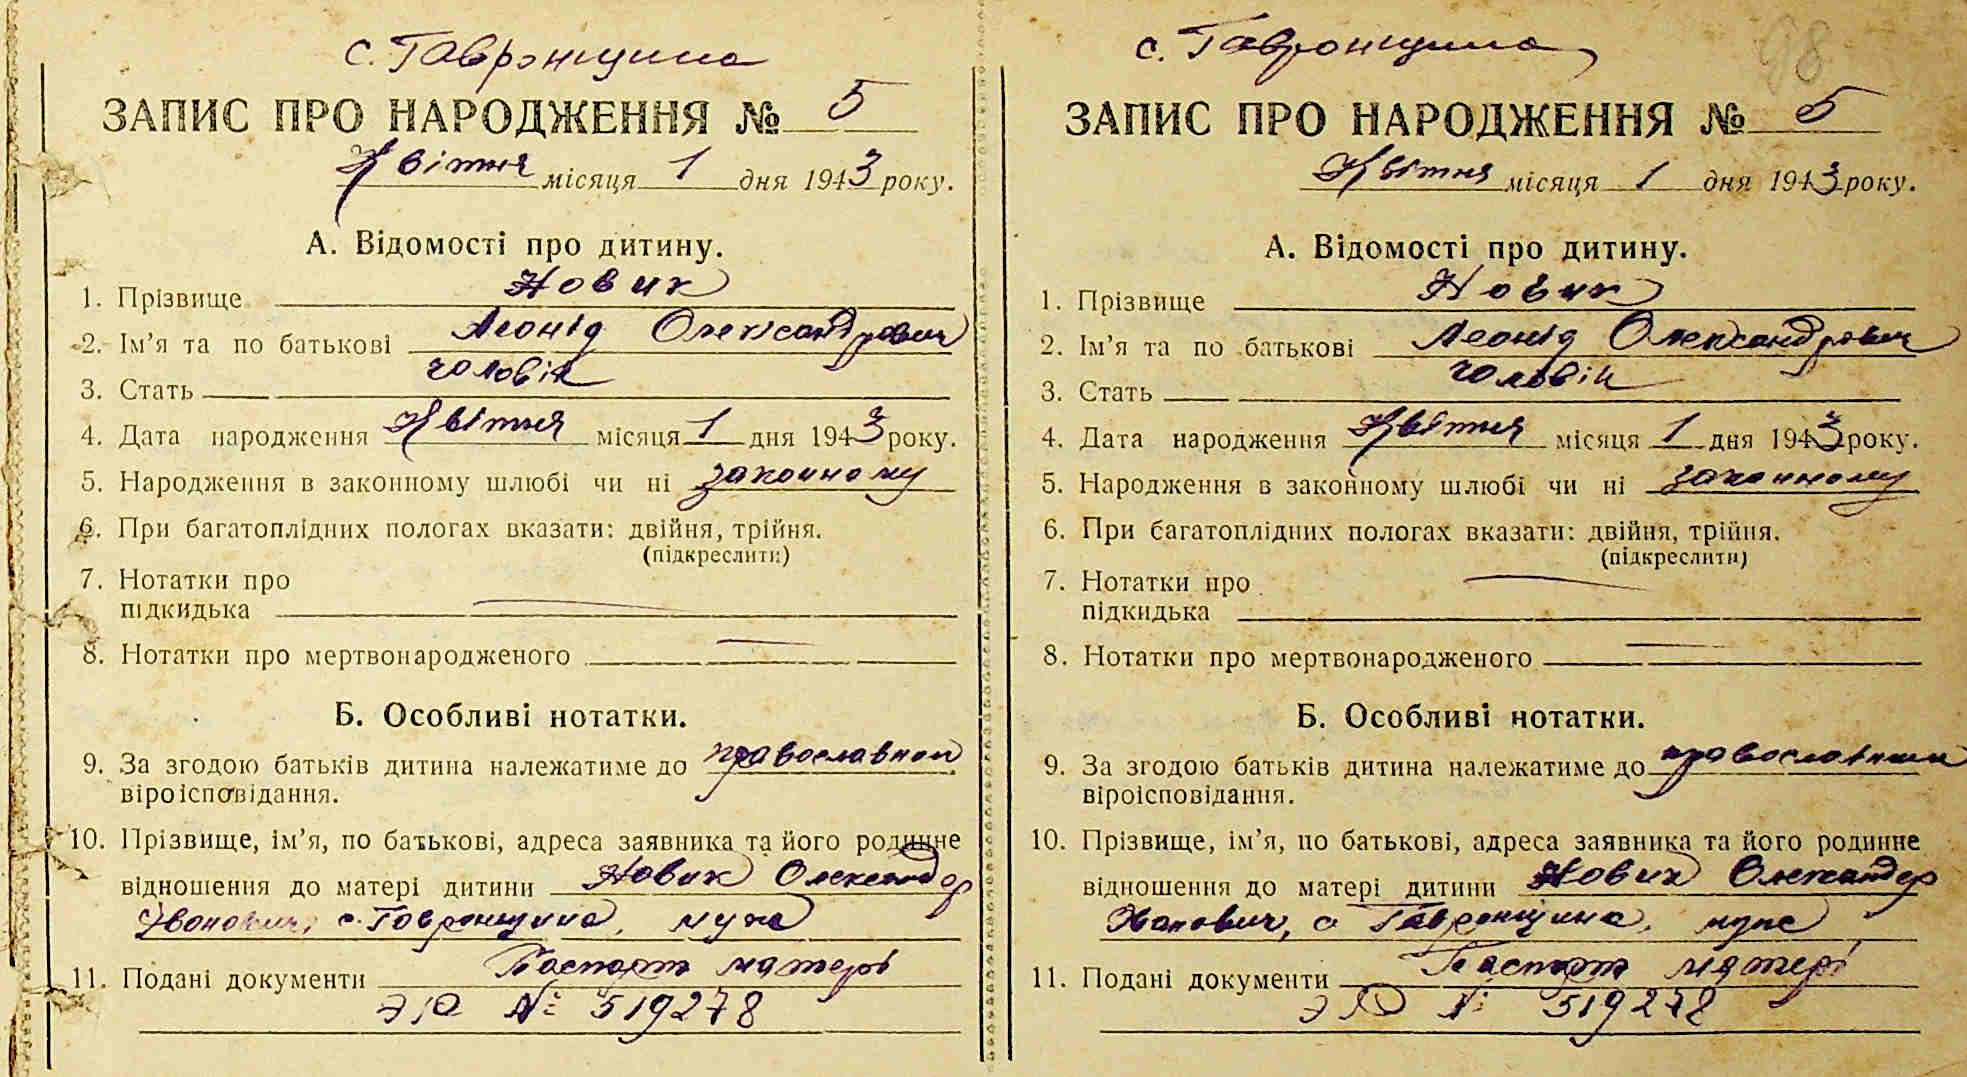 с. Гавронщина
ЗАПИС ПРО НАРОДЖЕННЯ № 5
Квітня місяця 1 дня 1943 року.
А. Відомості про дитину.
1. Прізвище Новик
2. Ім'я та по батькові Леонід Олександрович
3. Стать чоловік
4. Дата народження Квітня місяця 1 дня 1943 року.
5. Народження в законному шлюбі чи ні законному
6. При багатоплідних пологах вказати: двійня, трійня.
(підкреслити)
7. Нотатки про
підкидька
8. Нотатки про мертвонародженого
Б. Особливі нотатки.
9. За згодою батьків дитина належатиме до православної
віроісповідання.
10. Прізвище, ім'я, по батькові, адреса заявника та його родинне
відношення до матері дитини Новик Олександор
Іванович, с. Гавронщина, муж
11. Подані документи Паспорт матері
№ 519278
с. Гавронщина
98
ЗАПИС ПРО НАРОДЖЕННЯ № 5
Квітня місяця 1 дня 1943 року.
А. Відомості про дитину.
1. Прізвище Новик
2. Ім'я та по батькові Леонід Олександрович
3. Стать чоловік
4. Дата народження Квітня місяця 1 дня 1943 року.
5. Народження в законному шлюбі чи ні законному
6. При багатоплідних пологах вказати: двійня, трійня.
(підкреслити)
7. Нотатки про
підкидька
8. Нотатки про мертвонародженого
Б. Особливі нотатки.
9. За згодою батьків дитина належатиме до православної
віроісповідання.
10. Прізвище, ім'я, по батькові, адреса заявника та його родинне
відношення до матері дитини Новик Олександер
Іванович, с. Гавронщина, муж
11. Подані документи Паспорт матері
№ 519278